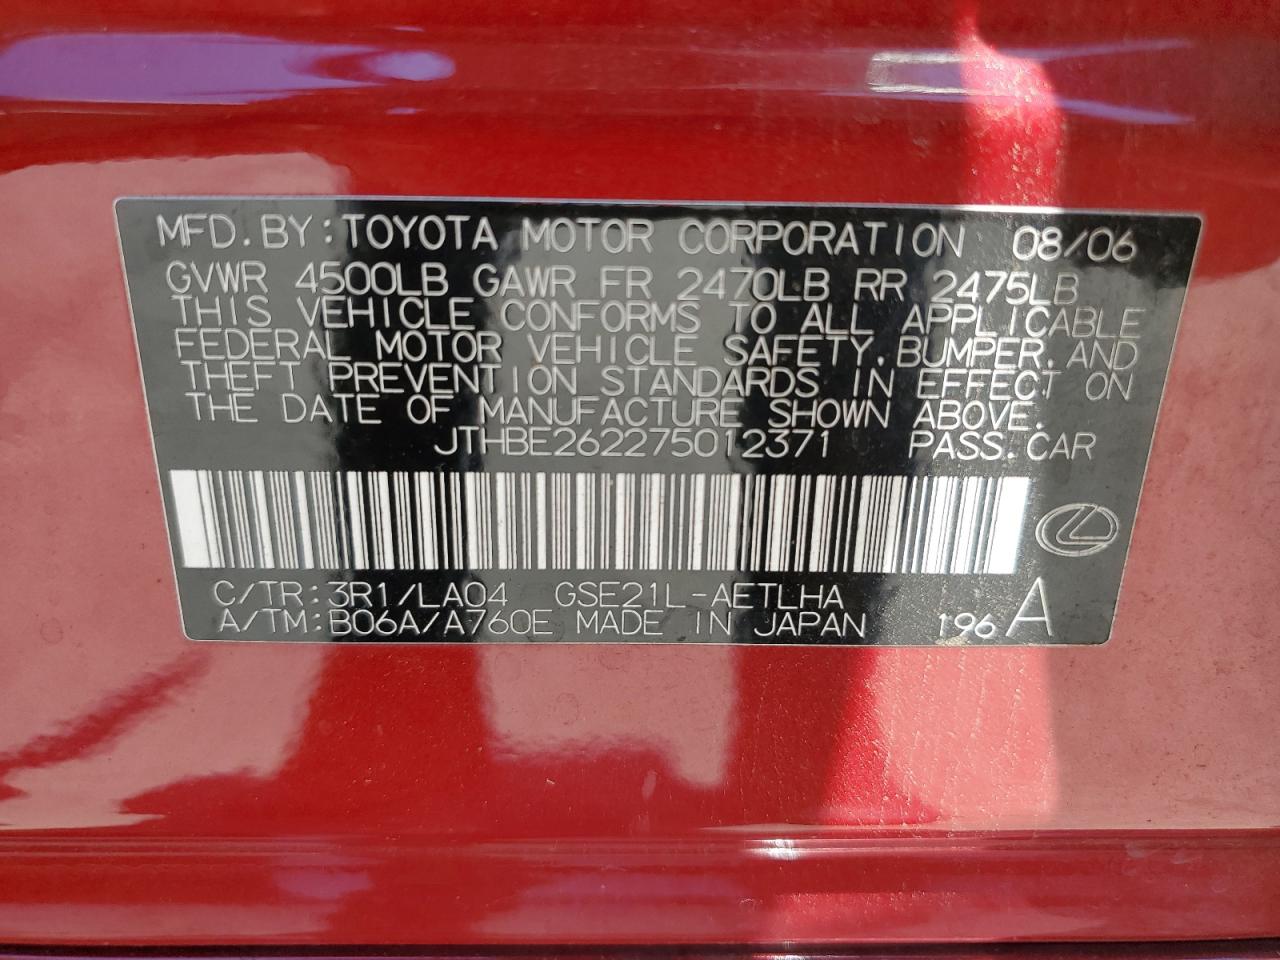 MFD.BY:TOYOTA MOTOR CORPORATION 08/06
GVWR 4500LB GAWR FR 2470LB RR 2475LB
THIS VEHICLE CONFORMS TO ALL APPLICABLE
FEDERAL MOTOR VEHICLE SAFETY,BUMPER,AND
THEFT PREVENTION STANDARDS IN EFFECT ON
THE DATE OF MANUFACTURE SHOWN ABOVE.
JTHBE262275012371 PASS.CAR
C/TR:3R1/LA04 GSE21L-AETLHA
A/TM:B06A/A760E MADE IN JAPAN 196 A